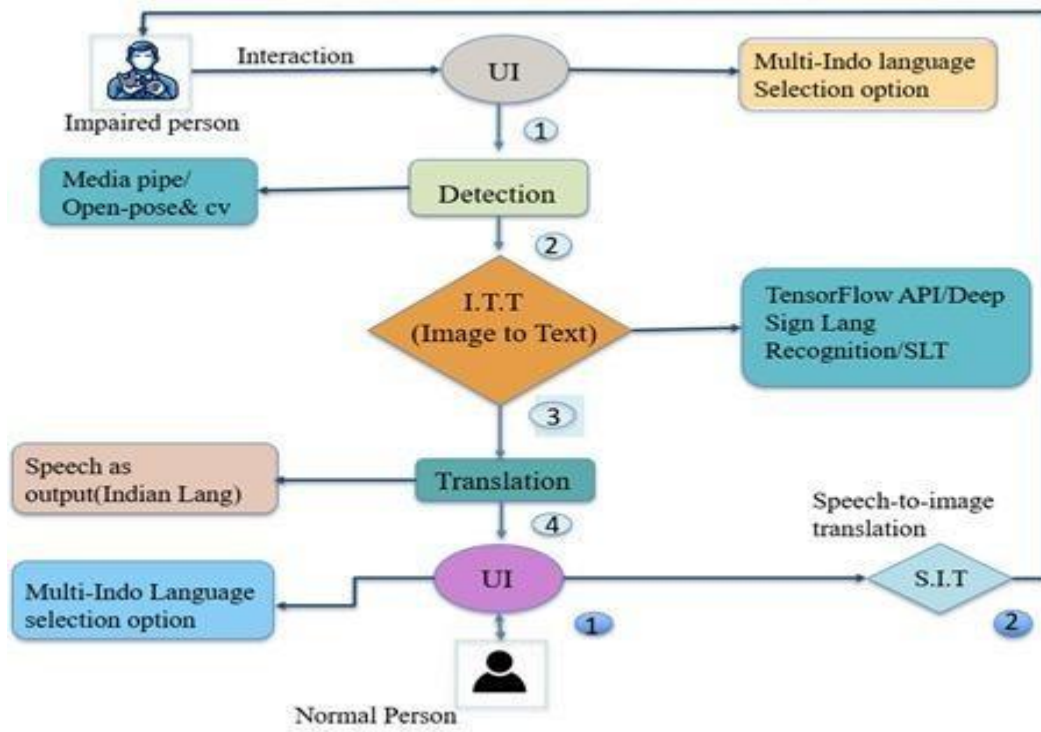 Interaction
UI
Multi-Indo language
Selection option
Impaired person
1
Media pipe/
Open-pose& cv
Detection
2
I.T.T
(Image to Text)
TensorFlow API/Deep
Sign Lang
Recognition/SLT
3
Speech as
output(Indian Lang)
Translation
4
Speech-to-image
translation
Multi-Indo Language
selection option
UI
S.I.T
1
2
Normal Person